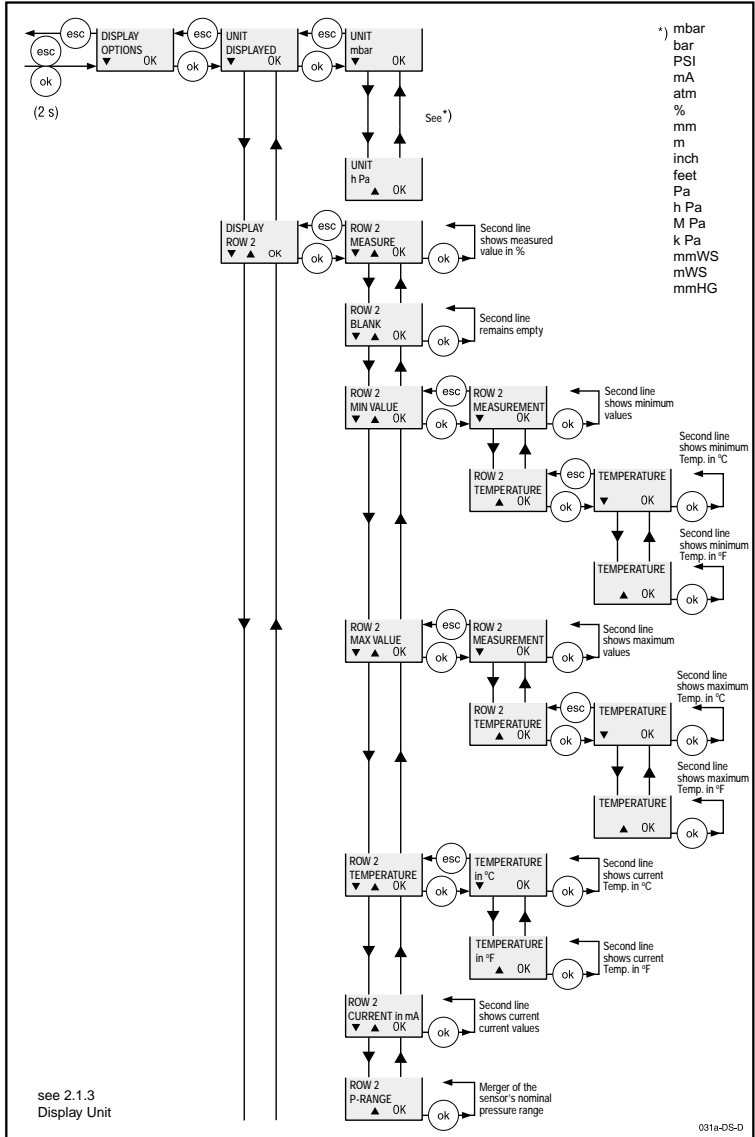 esc
esc
ok
(2 s)
DISPLAY
OPTIONS
▼ OK
esc
ok
UNIT
DISPLAYED
▼ OK
esc
ok
UNIT
mbar
▼ OK
See *)
UNIT
h Pa
▲ OK
*) mbar
bar
PSI
mA
atm
%
mm
m
inch
feet
Pa
h Pa
M Pa
k Pa
mmWS
mWS
mmHG
DISPLAY
ROW 2
▼ ▲ OK
esc
ok
ROW 2
MEASURE
▼ ▲ OK
ok
Second line
shows measured
value in %
ROW 2
BLANK
▼ ▲ OK
ok
Second line
remains empty
ROW 2
MIN VALUE
▼ ▲ OK
esc
ok
ROW 2
MEASUREMENT
▼ OK
ok
Second line
shows minimum
values
ROW 2
TEMPERATURE
▲ OK
esc
ok
TEMPERATURE
▼ OK
ok
Second line
shows minimum
Temp. in °C
TEMPERATURE
▲ OK
ok
Second line
shows minimum
Temp. in °F
ROW 2
MAX VALUE
▼ ▲ OK
esc
ok
ROW 2
MEASUREMENT
▼ OK
ok
Second line
shows maximum
values
ROW 2
TEMPERATURE
▲ OK
esc
ok
TEMPERATURE
▼ OK
ok
Second line
shows maximum
Temp. in °C
TEMPERATURE
▲ OK
ok
Second line
shows maximum
Temp. in °F
ROW 2
TEMPERATURE
▼ ▲ OK
esc
ok
TEMPERATURE
in °C
▼ OK
ok
Second line
shows current
Temp. in °C
TEMPERATURE
in °F
▲ OK
ok
Second line
shows current
Temp. in °F
ROW 2
CURRENT in mA
▼ ▲ OK
ok
Second line
shows current
current values
ROW 2
P-RANGE
▲ OK
ok
Merger of the
sensor's nominal
pressure range
see 2.1.3
Display Unit
031a-DS-D